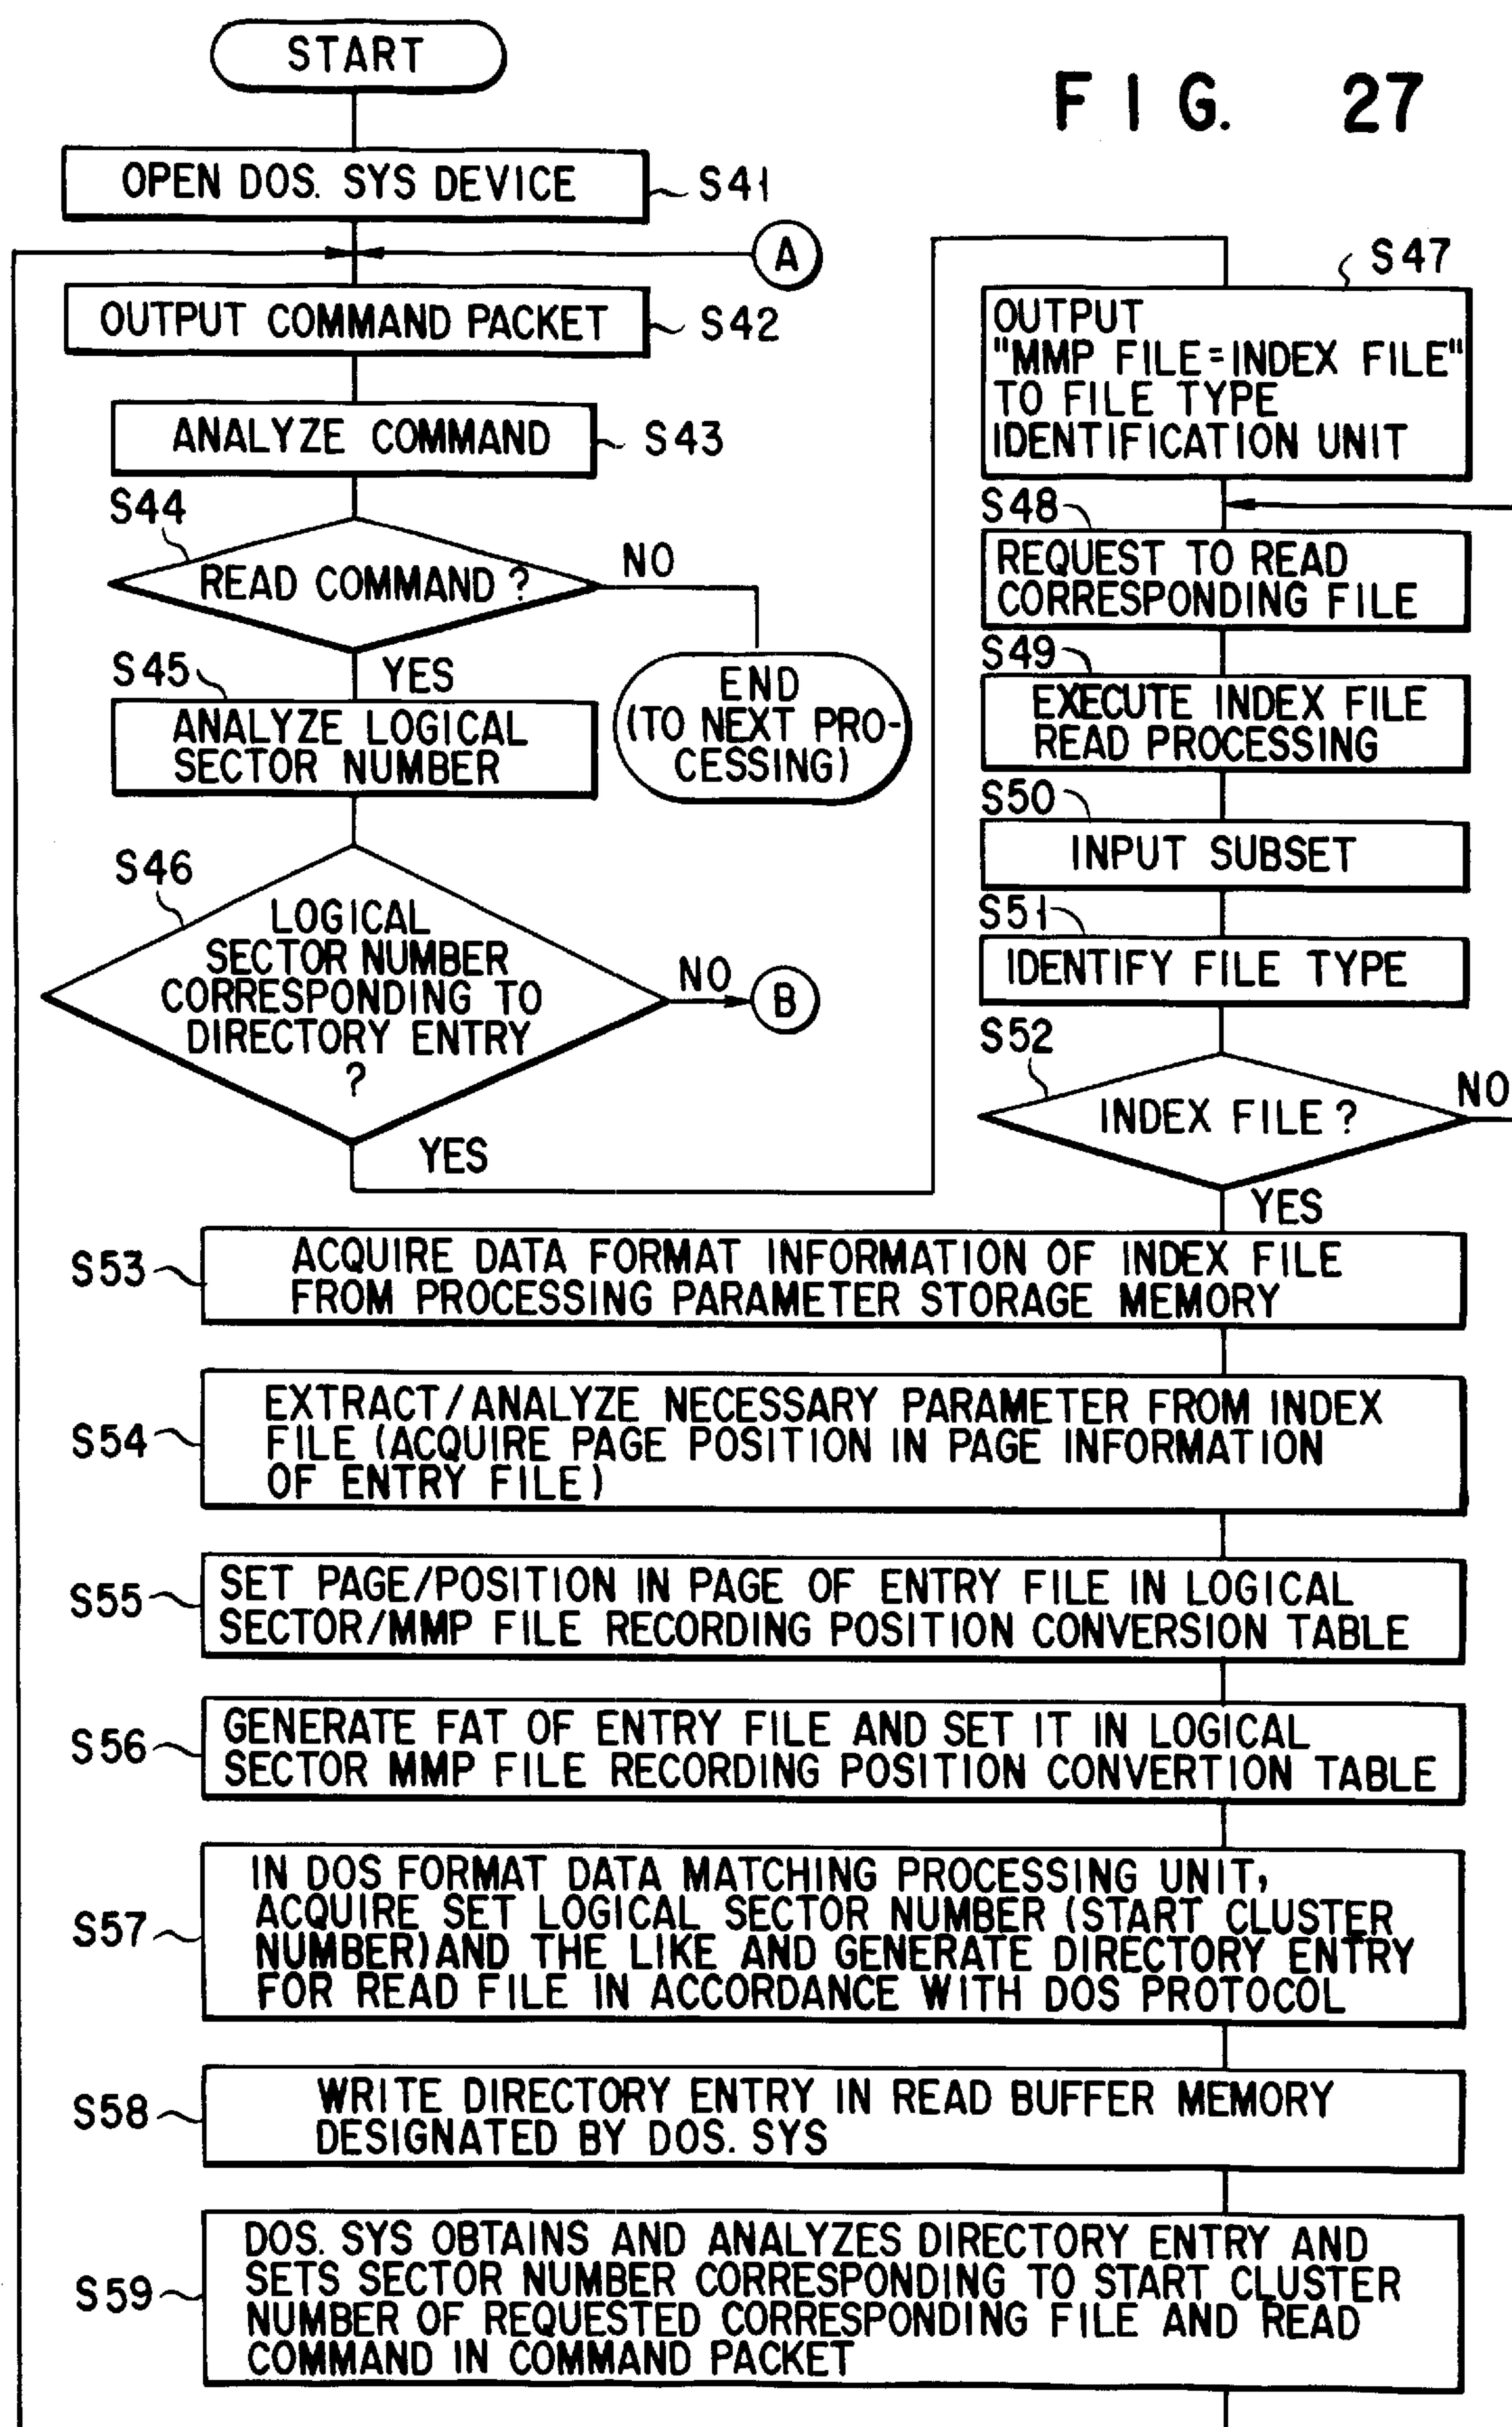 FIG. 27
START
OPEN DOS. SYS DEVICE
S41
A
OUTPUT COMMAND PACKET
S42
ANALYZE COMMAND
S43
S44
READ COMMAND ?
NO
END
(TO NEXT PRO-
CESSING)
YES
S45
ANALYZE LOGICAL
SECTOR NUMBER
S46
LOGICAL
SECTOR NUMBER
CORRESPONDING TO
DIRECTORY ENTRY
?
NO
B
YES
S47
OUTPUT
"MMP FILE=INDEX FILE"
TO FILE TYPE
IDENTIFICATION UNIT
S48
REQUEST TO READ
CORRESPONDING FILE
S49
EXECUTE INDEX FILE
READ PROCESSING
S50
INPUT SUBSET
S51
IDENTIFY FILE TYPE
S52
INDEX FILE ?
NO
YES
S53
ACQUIRE DATA FORMAT INFORMATION OF INDEX FILE
FROM PROCESSING PARAMETER STORAGE MEMORY
S54
EXTRACT/ANALYZE NECESSARY PARAMETER FROM INDEX
FILE (ACQUIRE PAGE POSITION IN PAGE INFORMATION
OF ENTRY FILE)
S55
SET PAGE/POSITION IN PAGE OF ENTRY FILE IN LOGICAL
SECTOR/MMP FILE RECORDING POSITION CONVERSION TABLE
S56
GENERATE FAT OF ENTRY FILE AND SET IT IN LOGICAL
SECTOR MMP FILE RECORDING POSITION CONVERTION TABLE
S57
IN DOS FORMAT DATA MATCHING PROCESSING UNIT,
ACQUIRE SET LOGICAL SECTOR NUMBER (START CLUSTER
NUMBER)AND THE LIKE AND GENERATE DIRECTORY ENTRY
FOR READ FILE IN ACCORDANCE WITH DOS PROTOCOL
S58
WRITE DIRECTORY ENTRY IN READ BUFFER MEMORY
DESIGNATED BY DOS. SYS
S59
DOS. SYS OBTAINS AND ANALYZES DIRECTORY ENTRY AND
SETS SECTOR NUMBER CORRESPONDING TO START CLUSTER
NUMBER OF REQUESTED CORRESPONDING FILE AND READ
COMMAND IN COMMAND PACKET